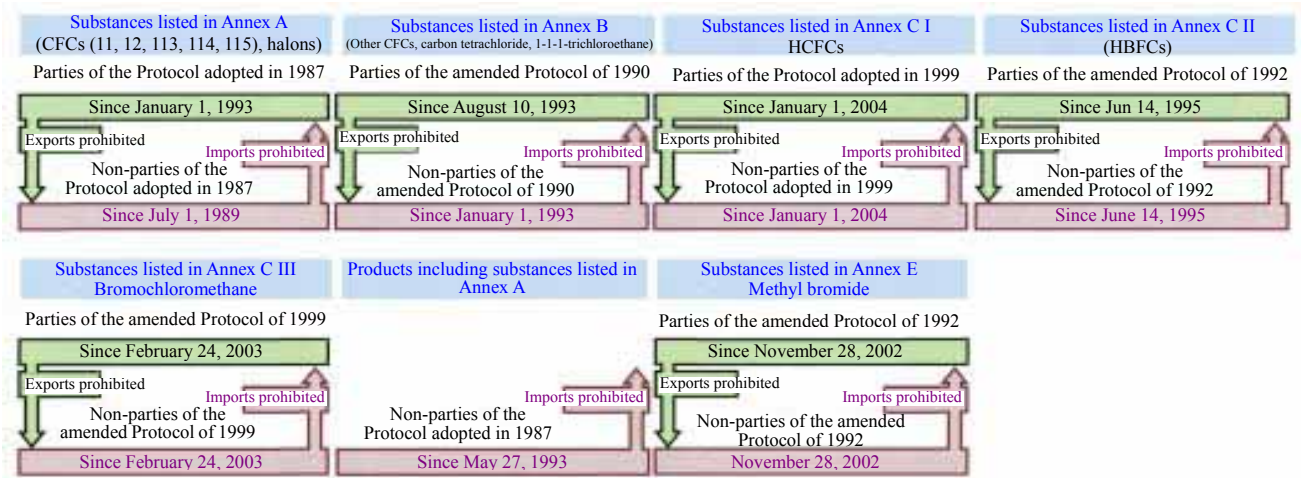 Substances listed in Annex A
(CFCs (11, 12, 113, 114, 115), halons)
Parties of the Protocol adopted in 1987
Since January 1, 1993
Exports prohibited
Imports prohibited
Non-parties of the
Protocol adopted in 1987
Since July 1, 1989
Substances listed in Annex B
(Other CFCs, carbon tetrachloride, 1-1-1-trichloroethane)
Parties of the amended Protocol of 1990
Since August 10, 1993
Exports prohibited
Imports prohibited
Non-parties of the
amended Protocol of 1990
Since January 1, 1993
Substances listed in Annex C I
HCFCs
Parties of the Protocol adopted in 1999
Since January 1, 2004
Exports prohibited
Imports prohibited
Non-parties of the
Protocol adopted in 1999
Since January 1, 2004
Substances listed in Annex C II
(HBFCs)
Parties of the amended Protocol of 1992
Since Jun 14, 1995
Exports prohibited
Imports prohibited
Non-parties of the
amended Protocol of 1992
Since June 14, 1995
Substances listed in Annex C III
Bromochloromethane
Parties of the amended Protocol of 1999
Since February 24, 2003
Exports prohibited
Imports prohibited
Non-parties of the
amended Protocol of 1999
Since February 24, 2003
Products including substances listed in
Annex A
Imports prohibited
Non-parties of the
Protocol adopted in 1987
Since May 27, 1993
Substances listed in Annex E
Methyl bromide
Parties of the amended Protocol of 1992
Since November 28, 2002
Exports prohibited
Imports prohibited
Non-parties of the amended
Protocol of 1992
November 28, 2002